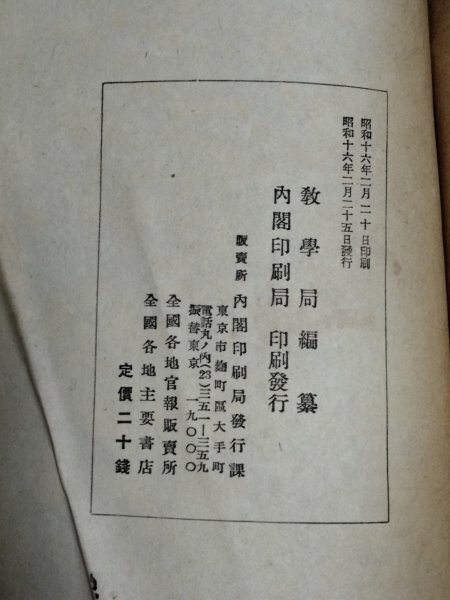 昭和十六年二月二十日印刷
昭和十六年二月二十五日發行
敎學局編纂
內閣印刷局 印刷發行
販賣所 內閣印刷局發行課
東京市麴町區大手町
電話丸ノ內(23)三五一―三五九
振替東京 一九〇〇〇
全國各地官報販賣所
全國各地主要書店
定價二十錢